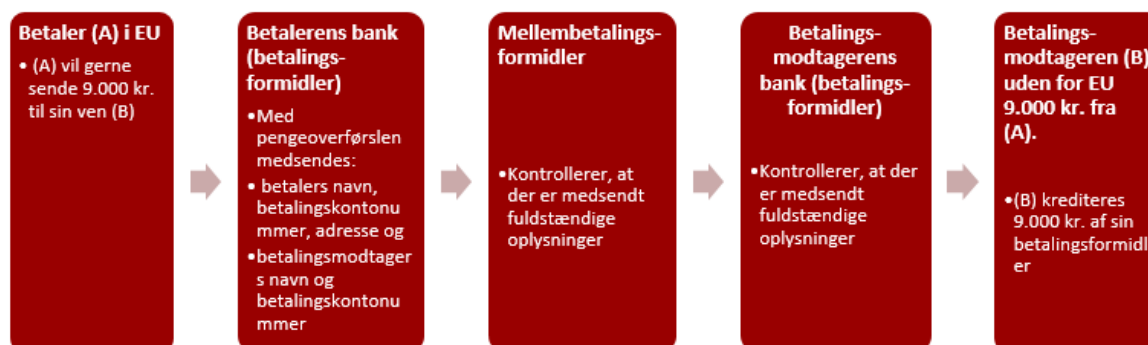 Betaler (A) i EU
• (A) vil gerne
sende 9.000 kr.
til sin ven (B)
Betalerens bank
(betalings-
formidler)
•Med
pengeoverførslen
medsendes:
• betalers navn,
betalingskontonu
mmer, adresse og
•betalingsmodtager
s navn og
betalingskontonu
mmer
Mellembetalings-
formidler
•Kontrollerer, at
der er medsendt
fuldstændige
oplysninger
Betalings-
modtagerens
bank (betalings-
formidler)
•Kontrollerer, at der
er medsendt
fuldstændige
oplysninger
Betalings-
modtageren (B)
uden for EU
9.000 kr. fra
(A).
•(B) krediteres
9.000 kr. af sin
betalingsformidl
er